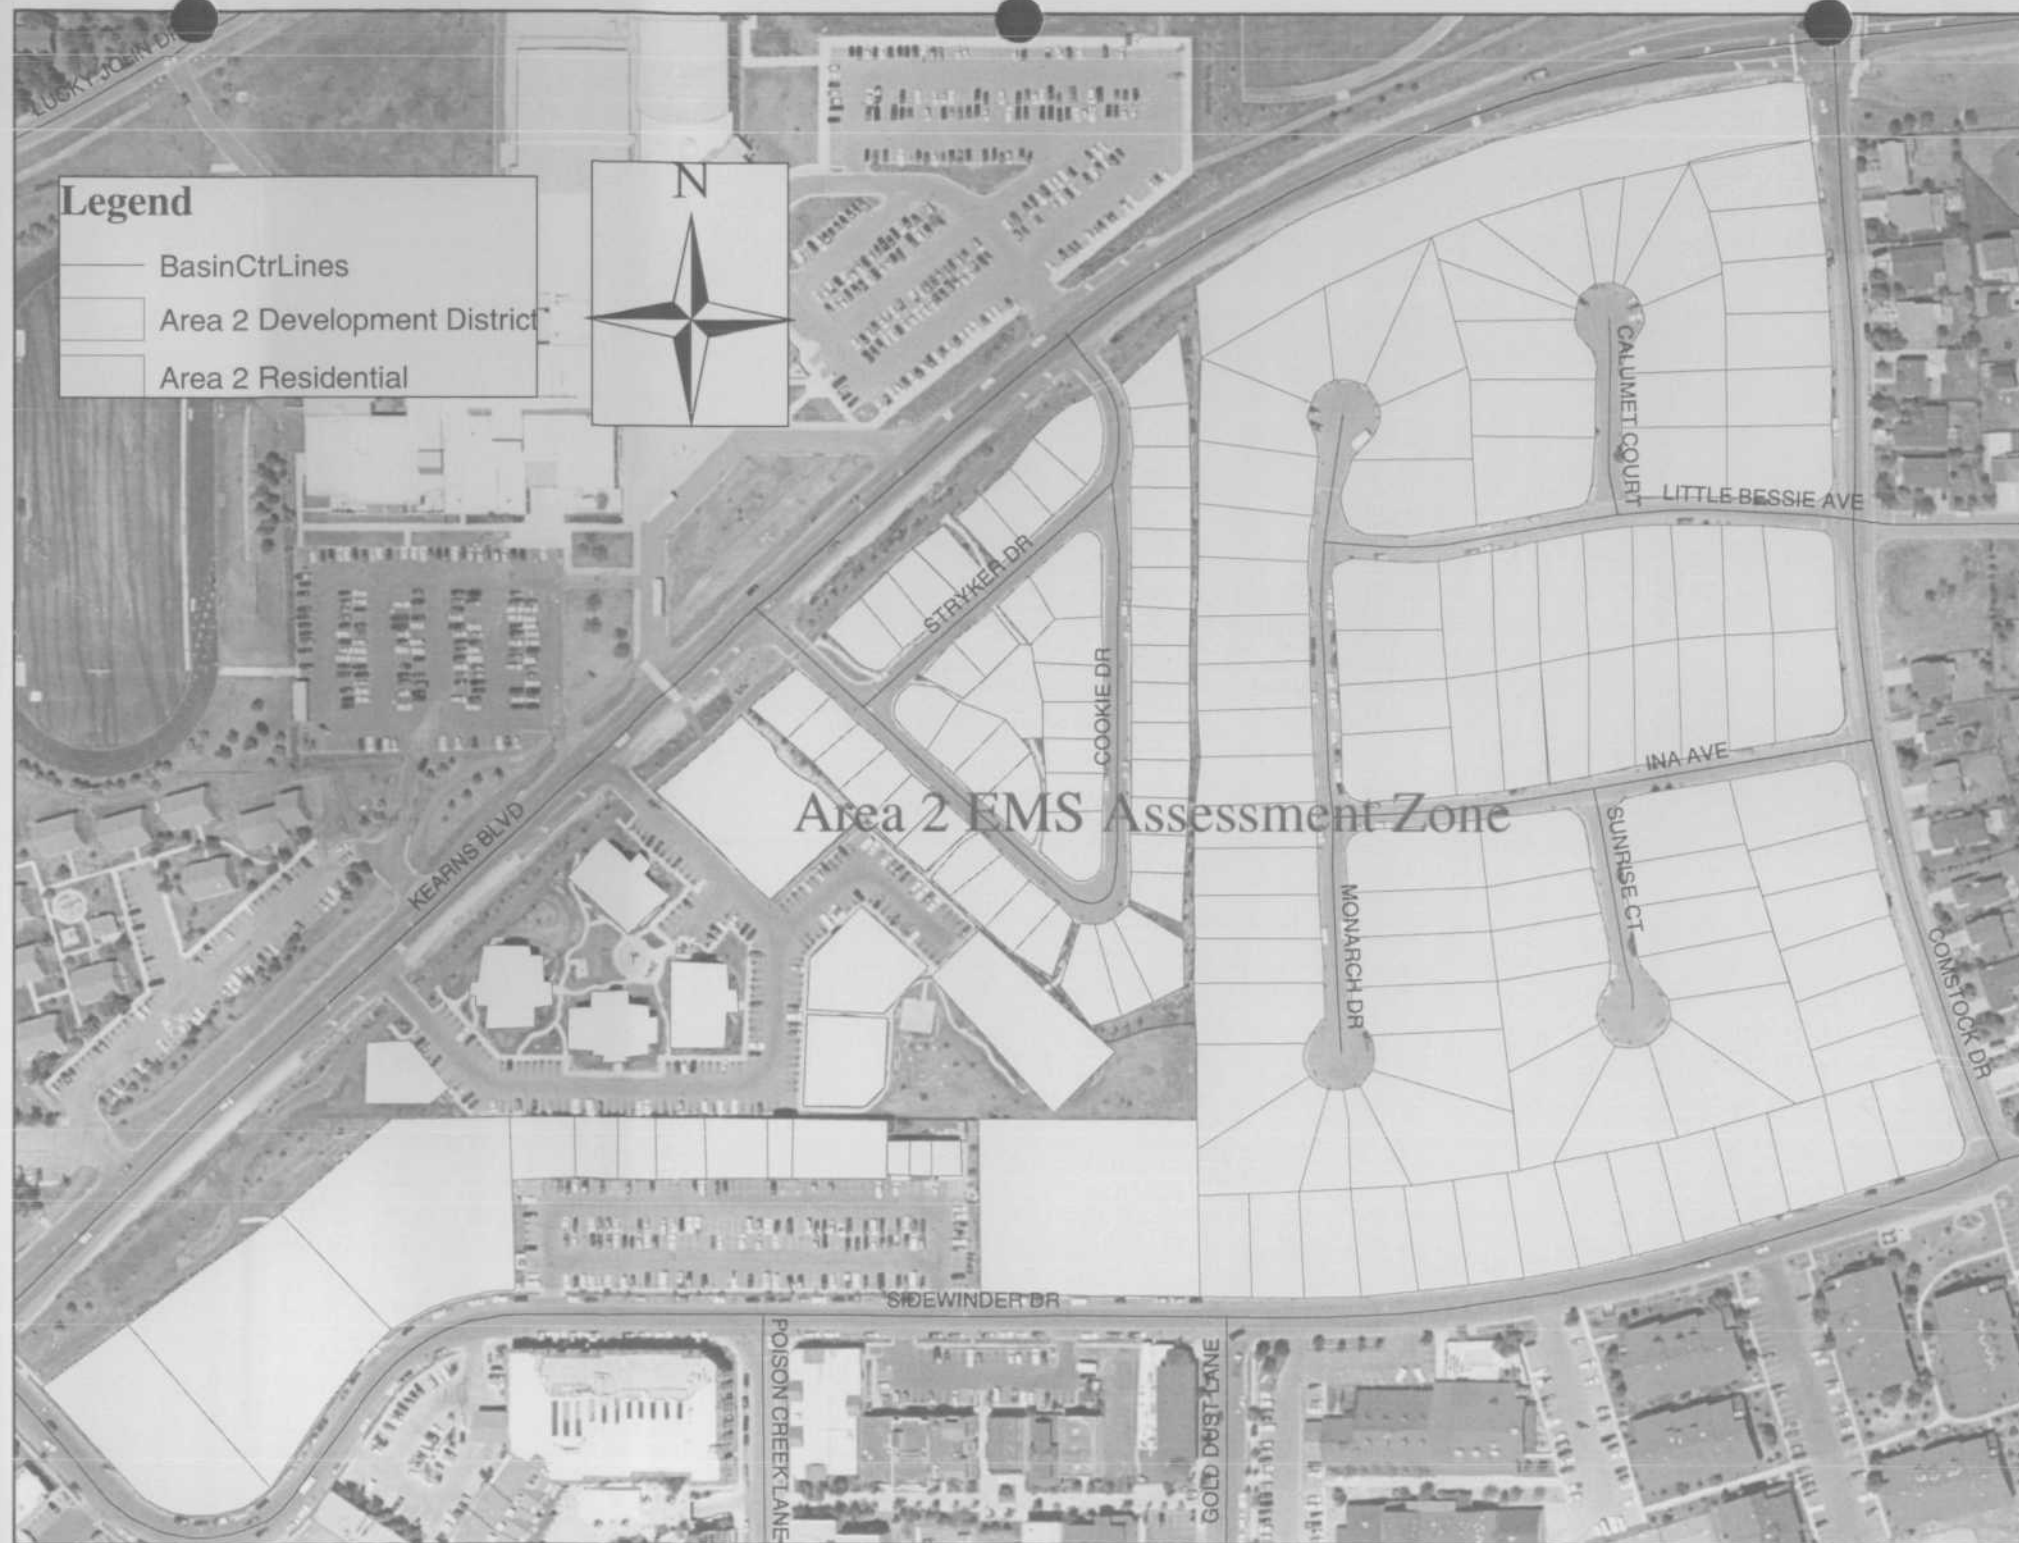 LUCKY JOHN DR
N
Legend
BasinCtrLines
Area 2 Development District
Area 2 Residential
CALUMET COURT
LITTLE BESSIE AVE
STRYKER DR
COOKIE DR
INA AVE
Area 2 EMS Assessment Zone
KEARNS BLVD
SUNRISE CT
MONARCH DR
COMSTOCK DR
SIDEWINDER DR
POISON CREEK LANE
GOLD DUST LANE